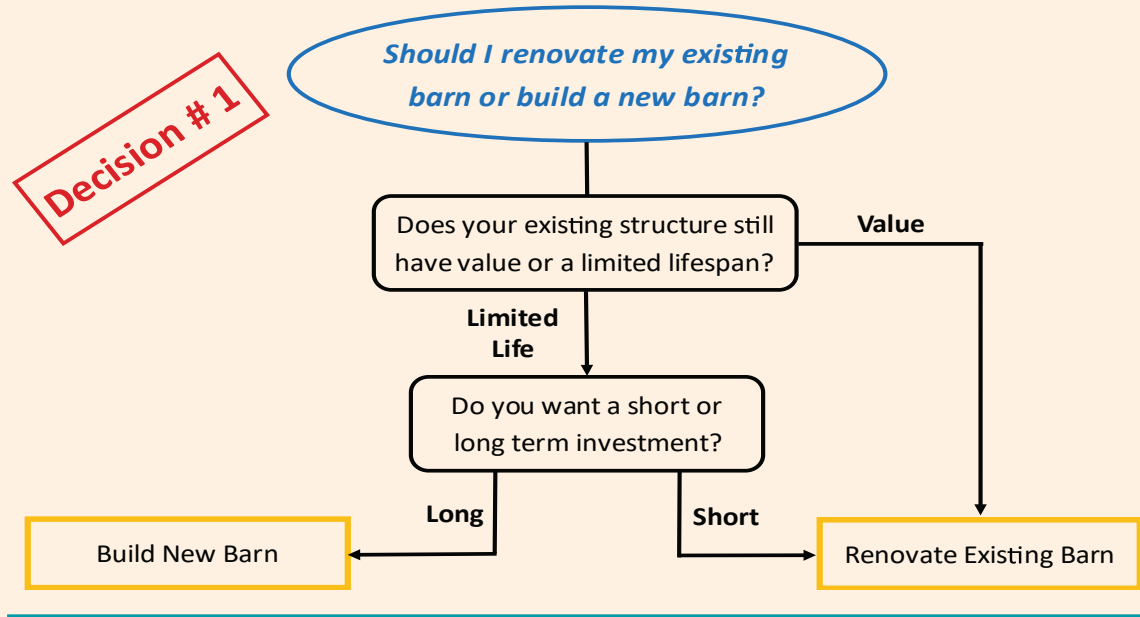 Decision # 1
Should I renovate my existing
barn or build a new barn?
Does your existing structure still
have value or a limited lifespan?
Value
Limited
Life
Do you want a short or
long term investment?
Long
Short
Build New Barn
Renovate Existing Barn